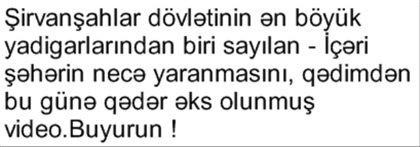 Şirvanşahlar dövlətinin ən böyük
yadigarlarından biri sayılan - İçəri
şəhərin necə yaranmasını, qədimdən
bu günə qədər əks olunmuş
video.Buyurun !